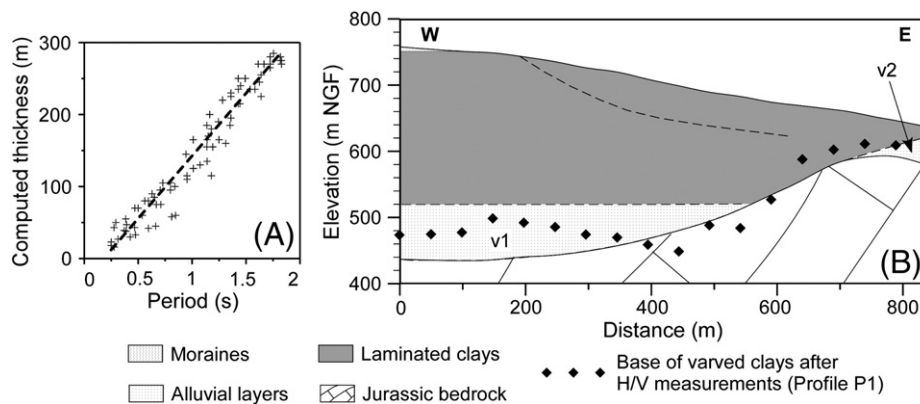 300
200
100
0
Computed thickness (m)
0
0.5
1
1.5
2
Period (s)
(A)
800
700
600
500
400
Elevation (m NGF)
W
E
v2
v1
(B)
0
200
400
600
800
Distance (m)
Moraines
Laminated clays
Base of varved clays after
H/V measurements (Profile P1)
Alluvial layers
Jurassic bedrock